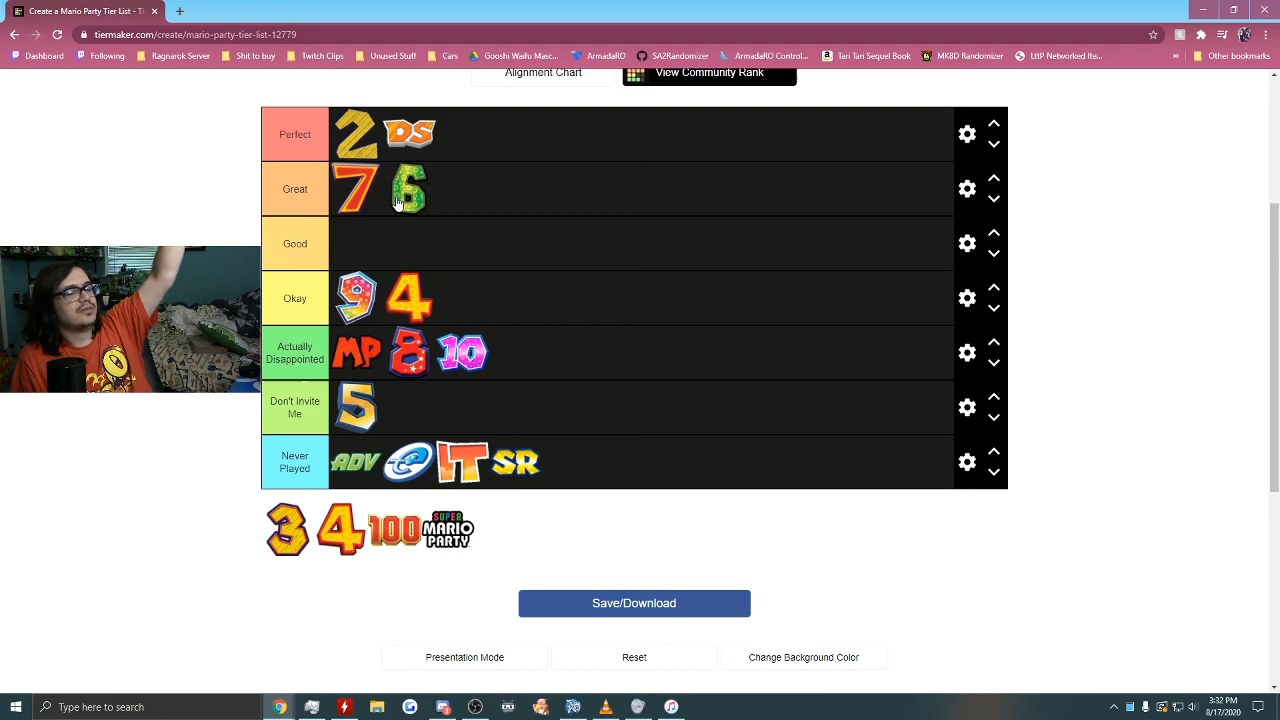 Create a Mario Party Tier List - Ti
tiermaker.com/create/mario-party-tier-list-12779
Dashboard
Following
Ragnarok Server
Shit to buy
Twitch Clips
Unused Stuff
Cars
Gooshi Waifu Masc...
ArmadaRO
SA2Randomizer
ArmadaRO Control...
Tari Tari Sequel Book
MK8D Randomizer
LttP Networked Ite...
»
Other bookmarks
Alignment Chart
View Community Rank
Perfect
2 DS
Great
7 6
Good
Okay
9 4
Actually
Disappointed
MP 8 10
Don't Invite
Me
5
Never
Played
ADV e IT SR
3 4 100 SUPER
MARIO
PARTY
Save/Download
Presentation Mode
Reset
Change Background Color
Type here to search
3:32 PM
8/17/2020